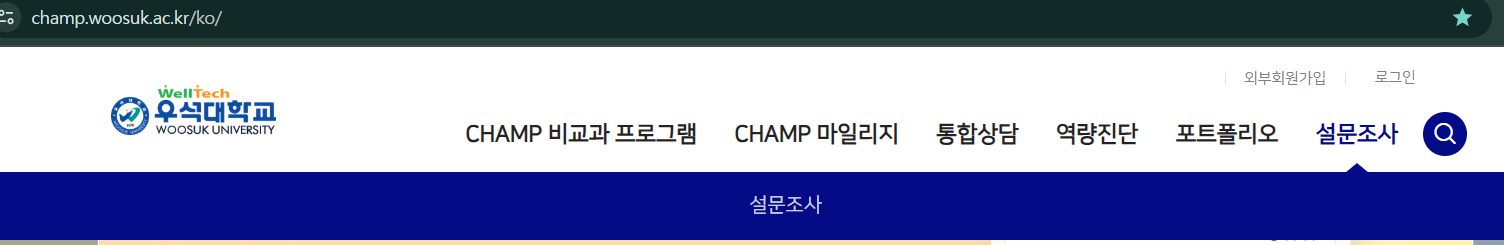 champ.woosuk.ac.kr/ko/
외부회원가입 로그인
WellTech
우석대학교
WOOSUK UNIVERSITY
CHAMP 비교과 프로그램 CHAMP 마일리지 통합상담 역량진단 포트폴리오 설문조사
설문조사